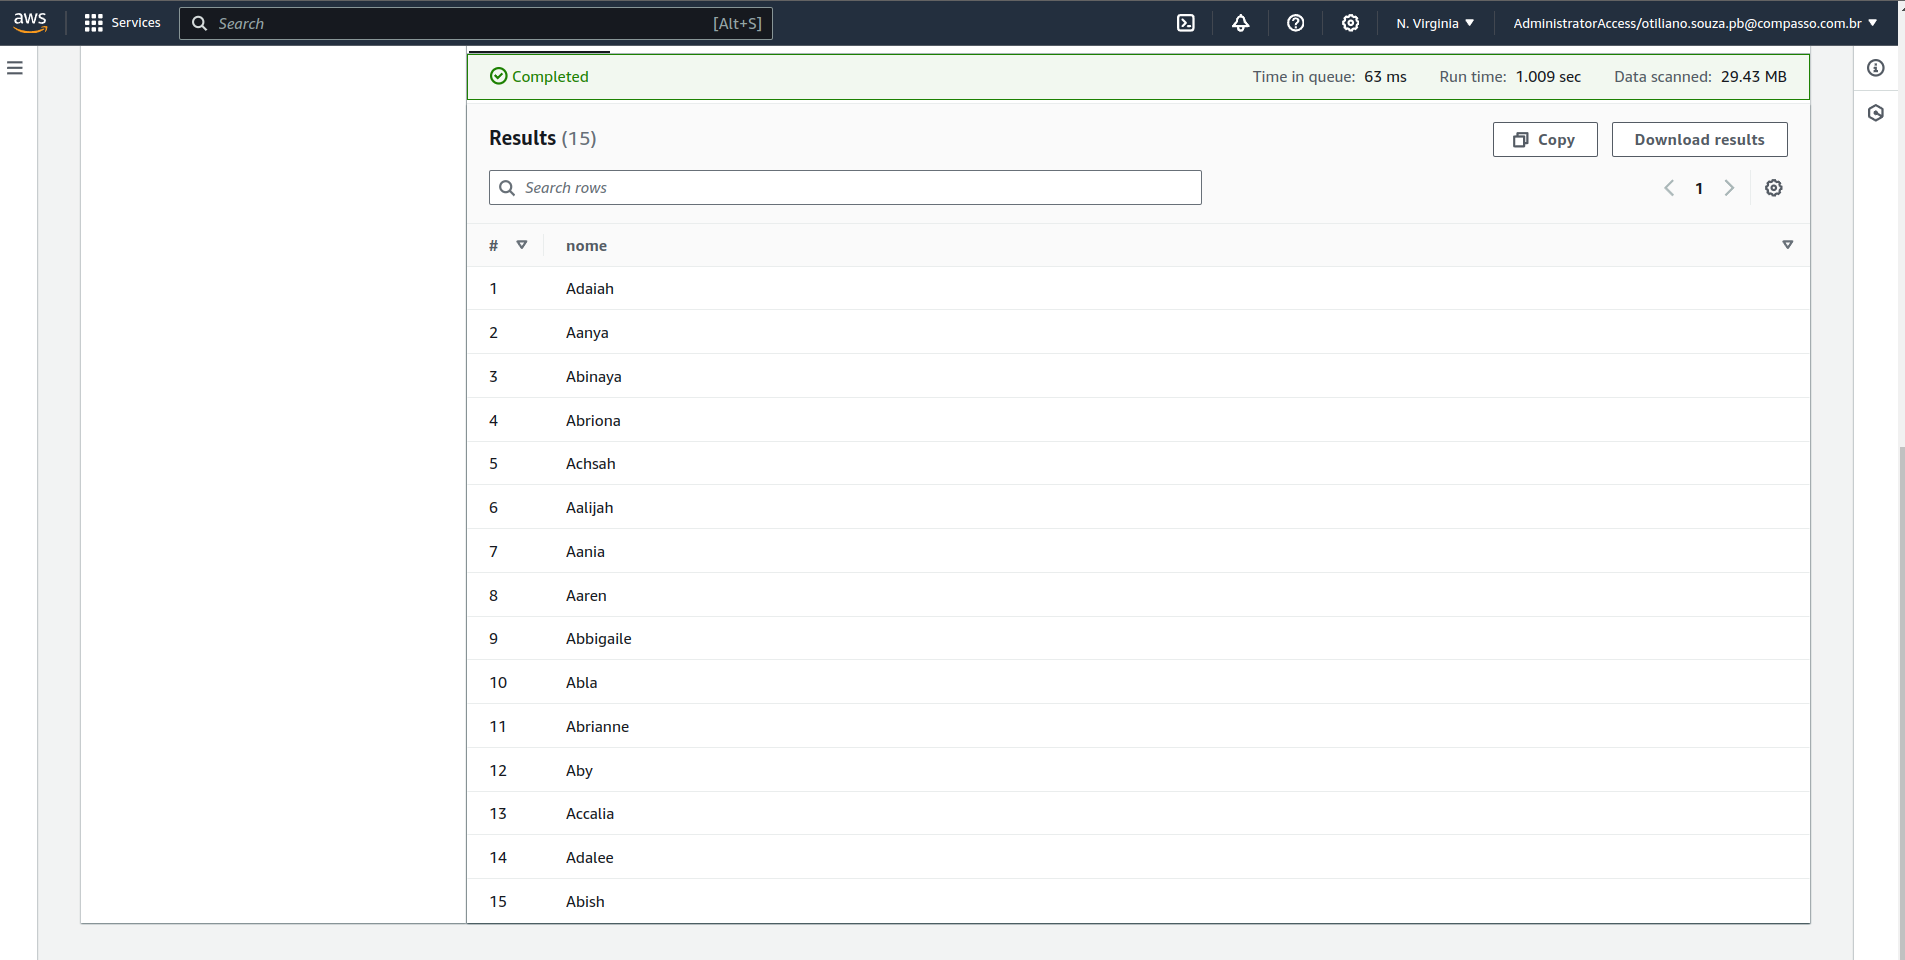 aws Services Search [Alt+S] N. Virginia AdministratorAccess/otiliano.souza.pb@compasso.com.br
Completed Time in queue: 63 ms Run time: 1.009 sec Data scanned: 29.43 MB
Results (15) Copy Download results
Search rows 1
# nome
1 Adaiah
2 Aanya
3 Abinaya
4 Abriona
5 Achsah
6 Aalijah
7 Aania
8 Aaren
9 Abbigaile
10 Abla
11 Abrianne
12 Aby
13 Accalia
14 Adalee
15 Abish